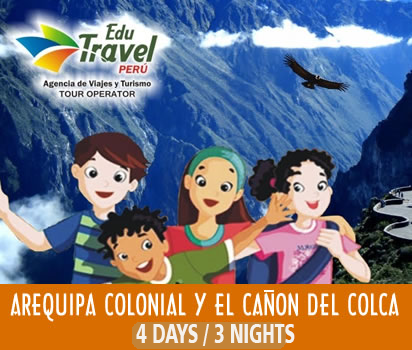 Edu
Travel
PERÚ
Agencia de Viajes y Turismo
TOUR OPERATOR
AREQUIPA COLONIAL Y EL CAÑON DEL COLCA
4 DAYS / 3 NIGHTS